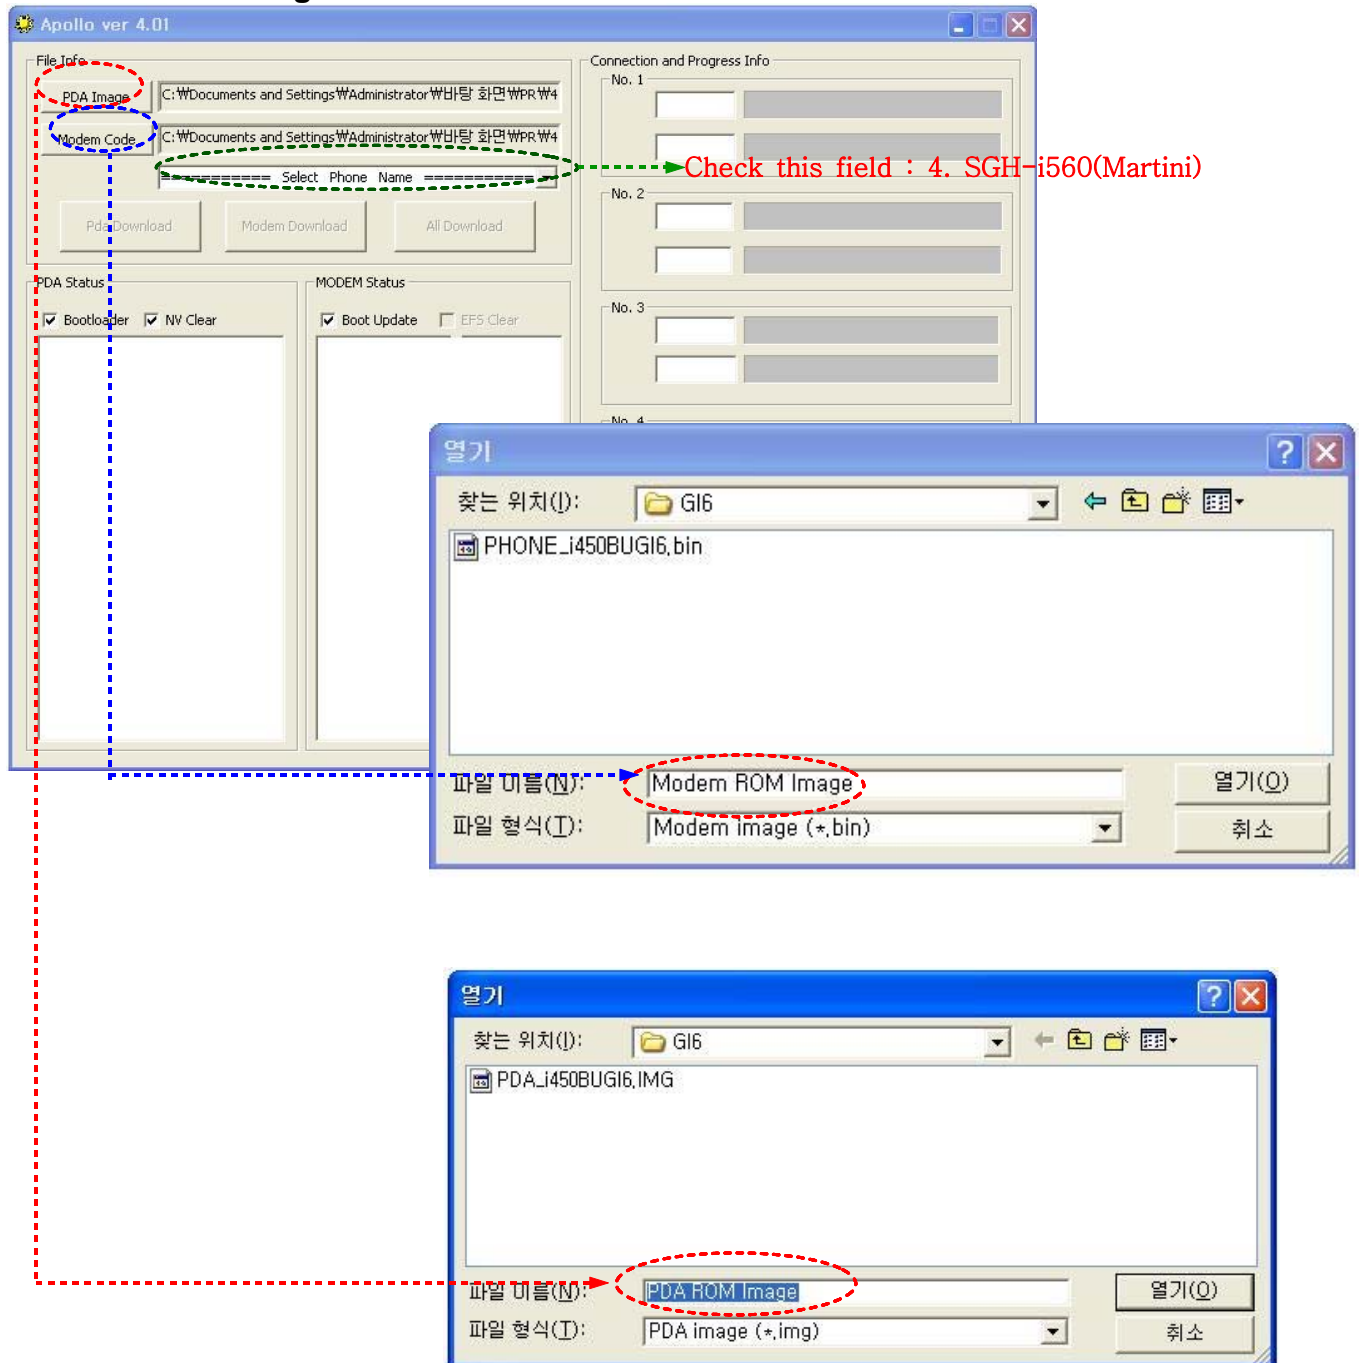 Apollo ver 4.01
File Info
PDA Image
C:₩Documents and Settings₩Administrator₩바탕 화면₩PR₩4
Modem Code
C:₩Documents and Settings₩Administrator₩바탕 화면₩PR₩4
============ Select Phone Name ============
Pda Download
Modem Download
All Download
Connection and Progress Info
No. 1
Check this field : 4. SGH-i560(Martini)
No. 2
No. 3
No. 4
PDA Status
Bootloader
NV Clear
MODEM Status
Boot Update
EFS Clear
열기
찾는 위치(I):
GI6
PHONE_i450BUGI6.bin
파일 이름(N):
Modem ROM Image
열기(O)
파일 형식(T):
Modem image (*.bin)
취소
열기
찾는 위치(I):
GI6
PDA_i450BUGI6.IMG
파일 이름(N):
PDA ROM Image
열기(O)
파일 형식(T):
PDA image (*.img)
취소